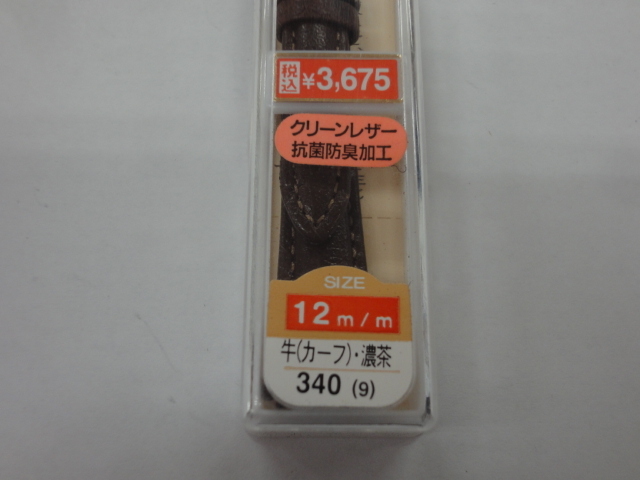 税込 ¥3,675
クリーンレザー
抗菌防臭加工
SIZE
12 m/m
牛(カーフ)・濃茶
340 (9)